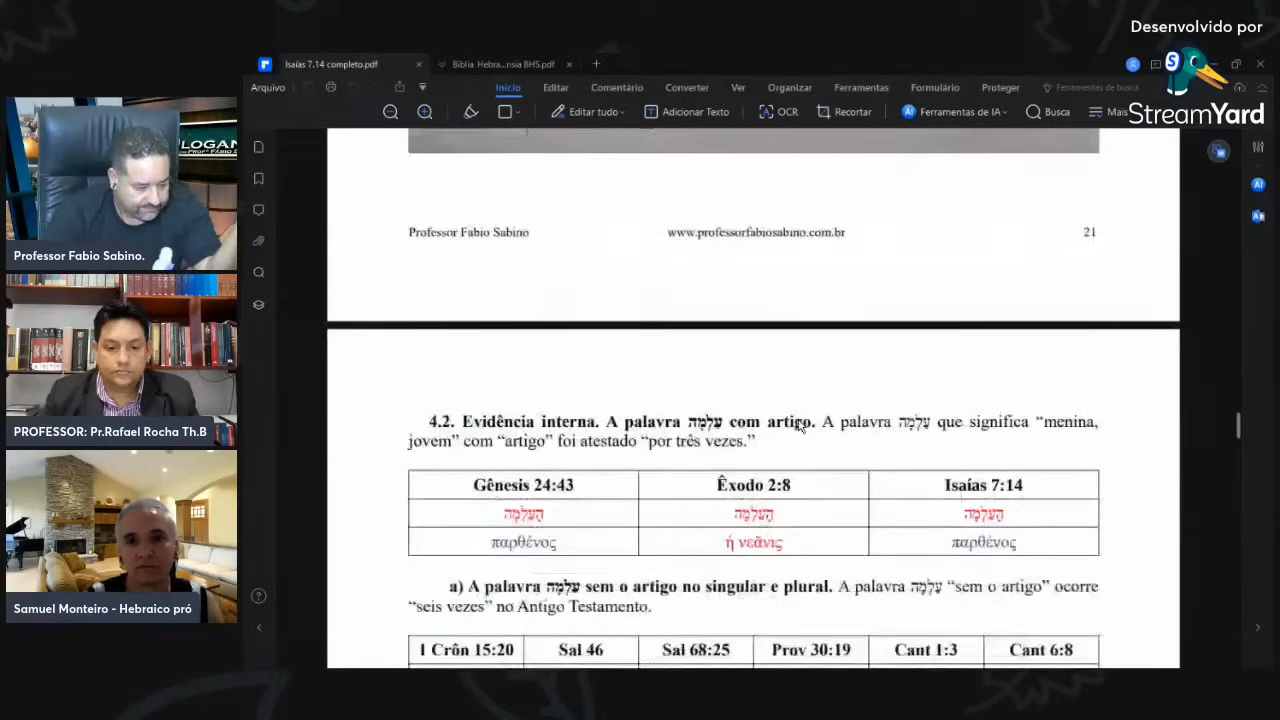 Desenvolvido por
StreamYard
Isaías 7.14 completo.pdf
Biblia Hebra...nsia BHS.pdf
Arquivo
Início
Editar
Comentário
Converter
Ver
Organizar
Ferramentas
Formulário
Proteger
Ferramentas de busca
Editar tudo
Adicionar Texto
OCR
Recortar
Ferramentas de IA
Busca
Mais
LOGAN
Professor Fabio Sabino.
PROFESSOR: Pr.Rafael Rocha Th.B
Samuel Monteiro - Hebraico pró
Professor Fabio Sabino www.professorfabiosabino.com.br 21
4.2. Evidência interna. A palavra עַלְמָה com artigo. A palavra עַלְמָה que significa “menina,
jovem” com “artigo” foi atestado “por três vezes.”
Gênesis 24:43 Êxodo 2:8 Isaías 7:14
הָעַלְמָה הָעַלְמָה הָעַלְמָה
παρθένος ἡ νεᾶνις παρθένος
a) A palavra עַלְמָה sem o artigo no singular e plural. A palavra עַלְמָה “sem o artigo” ocorre
“seis vezes” no Antigo Testamento.
1 Crôn 15:20 Sal 46 Sal 68:25 Prov 30:19 Cant 1:3 Cant 6:8